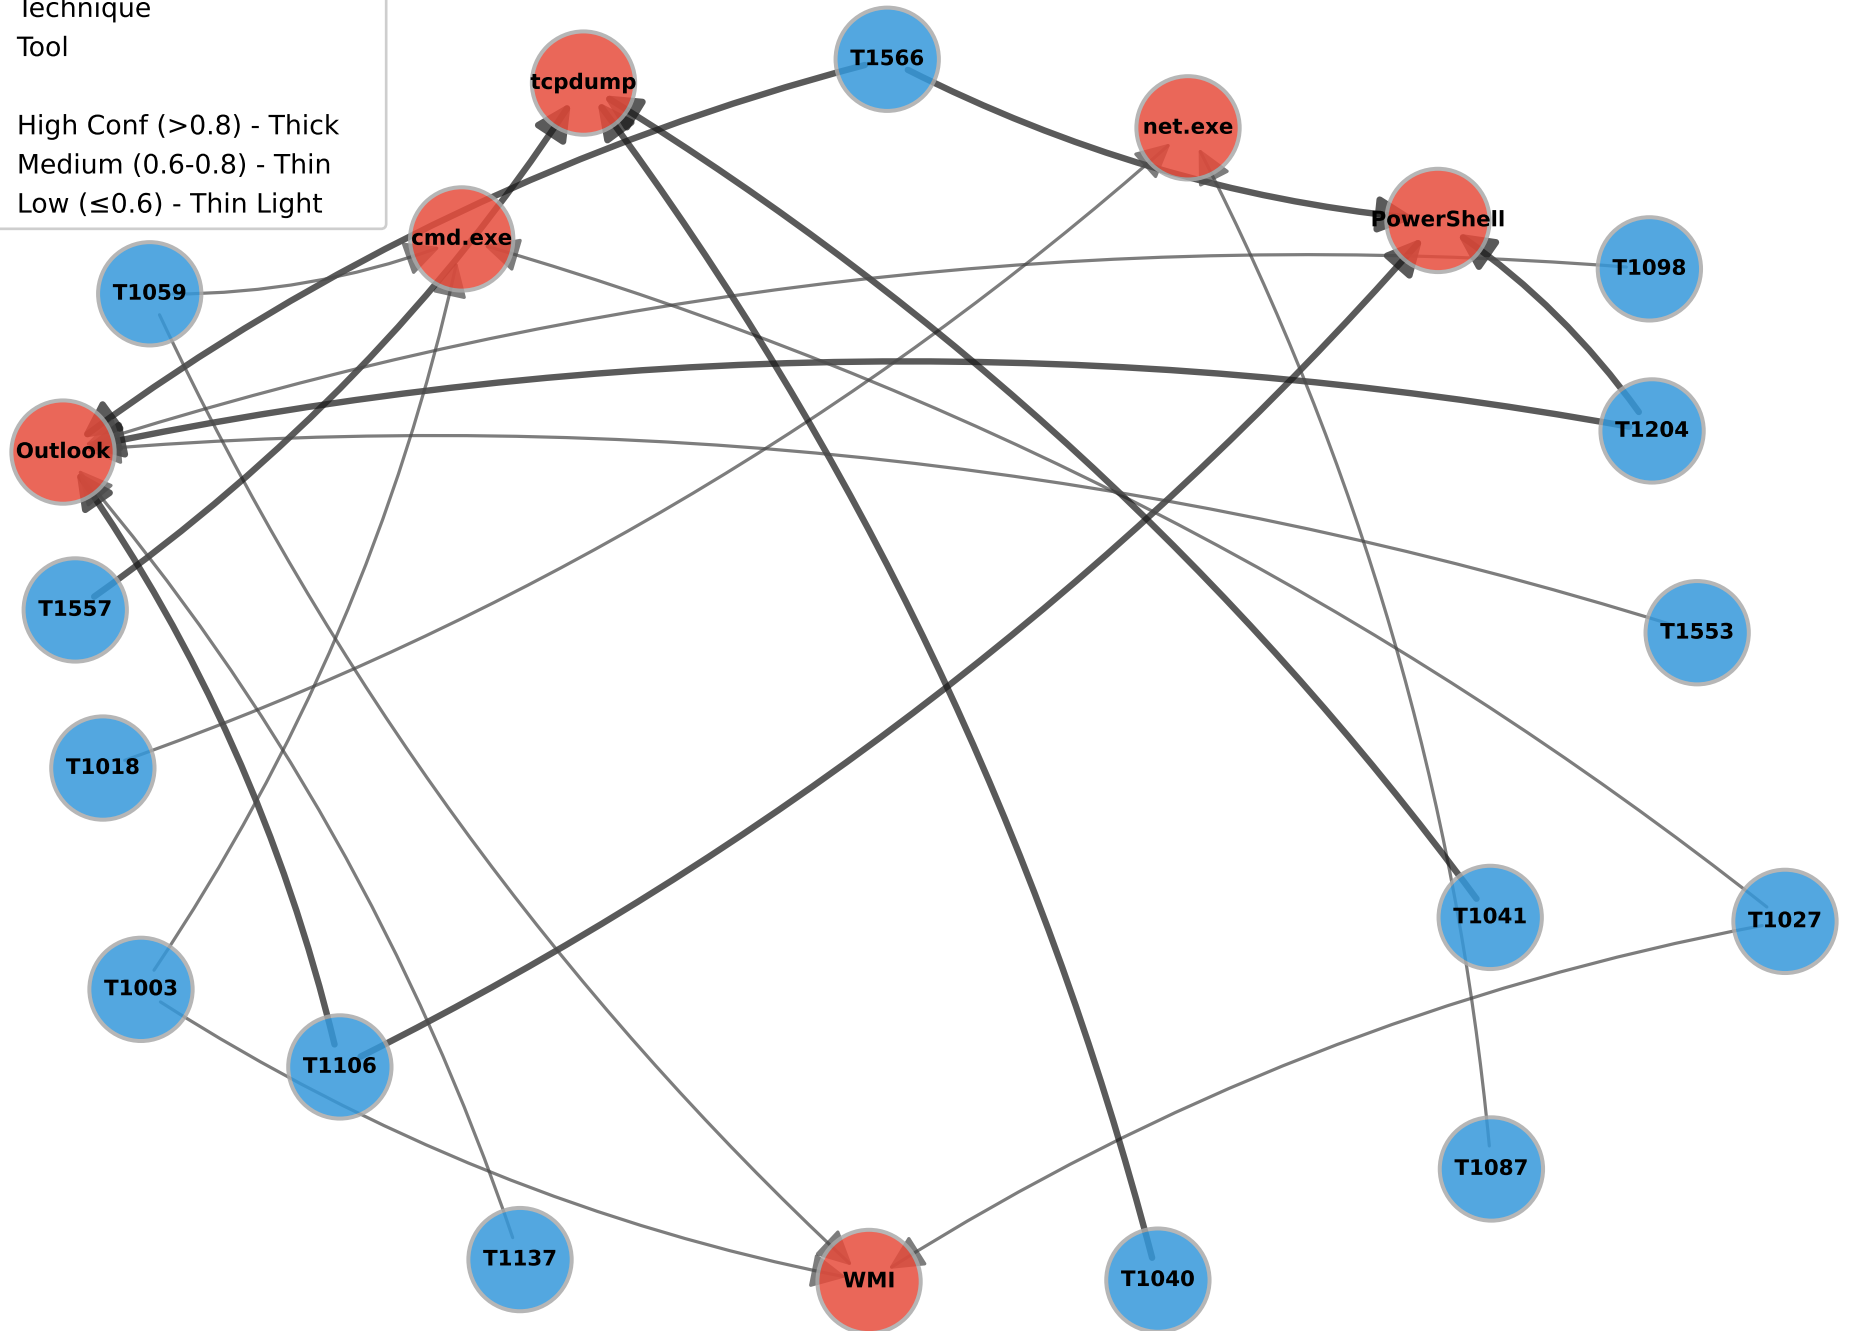 Technique
Tool
High Conf (>0.8) - Thick
Medium (0.6-0.8) - Thin
Low (≤0.6) - Thin Light
T1566
tcpdump
net.exe
PowerShell
cmd.exe
T1098
T1059
T1204
Outlook
T1557
T1553
T1018
T1041
T1027
T1003
T1106
T1087
T1137
T1040
WMI